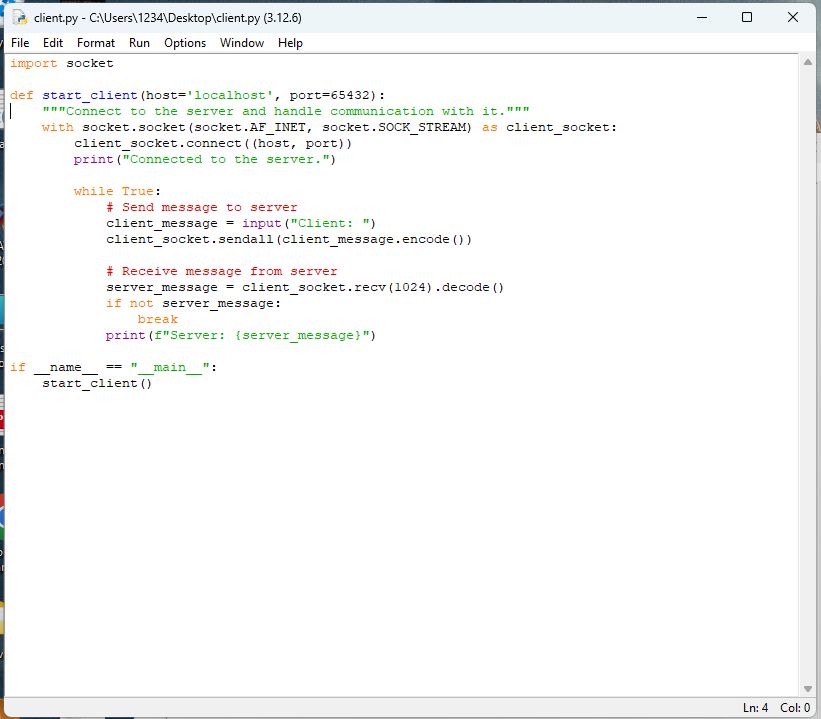 client.py - C:\Users\1234\Desktop\client.py (3.12.6)
File Edit Format Run Options Window Help
import socket

def start_client(host='localhost', port=65432):
    """Connect to the server and handle communication with it."""
    with socket.socket(socket.AF_INET, socket.SOCK_STREAM) as client_socket:
        client_socket.connect((host, port))
        print("Connected to the server.")

        while True:
            # Send message to server
            client_message = input("Client: ")
            client_socket.sendall(client_message.encode())

            # Receive message from server
            server_message = client_socket.recv(1024).decode()
            if not server_message:
                break
            print(f"Server: {server_message}")

if __name__ == "__main__":
    start_client()
Ln: 4 Col: 0